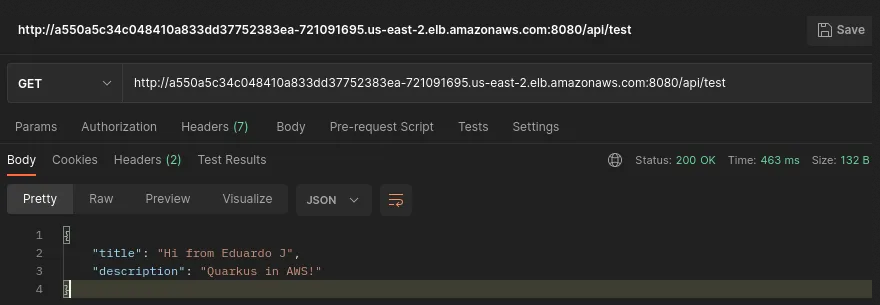 http://a550a5c34c048410a833dd37752383ea-721091695.us-east-2.elb.amazonaws.com:8080/api/test Save
GET http://a550a5c34c048410a833dd37752383ea-721091695.us-east-2.elb.amazonaws.com:8080/api/test
Params Authorization Headers (7) Body Pre-request Script Tests Settings
Body Cookies Headers (2) Test Results Status: 200 OK Time: 463 ms Size: 132 B
Pretty Raw Preview Visualize JSON
1 {
2 "title": "Hi from Eduardo J",
3 "description": "Quarkus in AWS!"
4 }